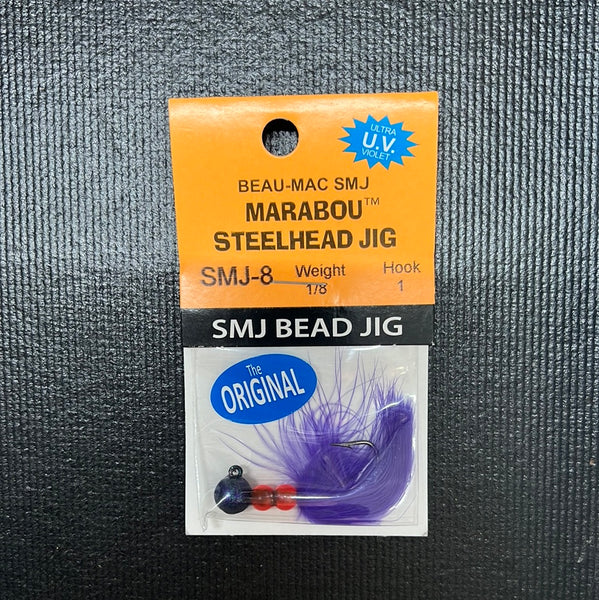 ULTRA
U.V.
VIOLET
BEAU-MAC SMJ
MARABOU™
STEELHEAD JIG
SMJ-8 Weight Hook
1/8 1
SMJ BEAD JIG
The
ORIGINAL